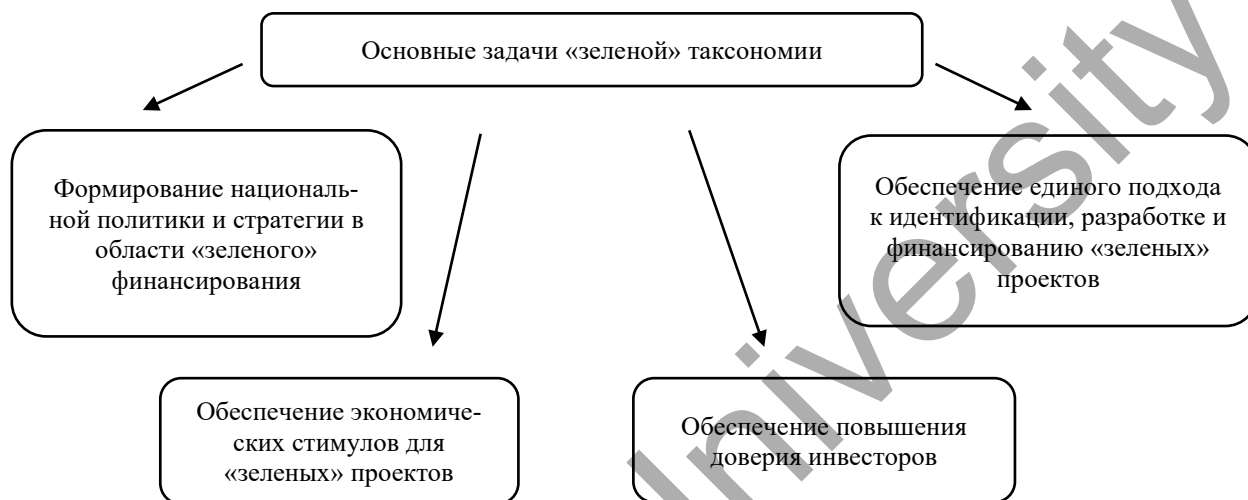 Основные задачи «зеленой» таксономии
Формирование националь-
ной политики и стратегии в
области «зеленого»
финансирования
Обеспечение единого подхода
к идентификации, разработке и
финансированию «зеленых»
проектов
Обеспечение экономиче-
ских стимулов для
«зеленых» проектов
Обеспечение повышения
доверия инвесторов
University